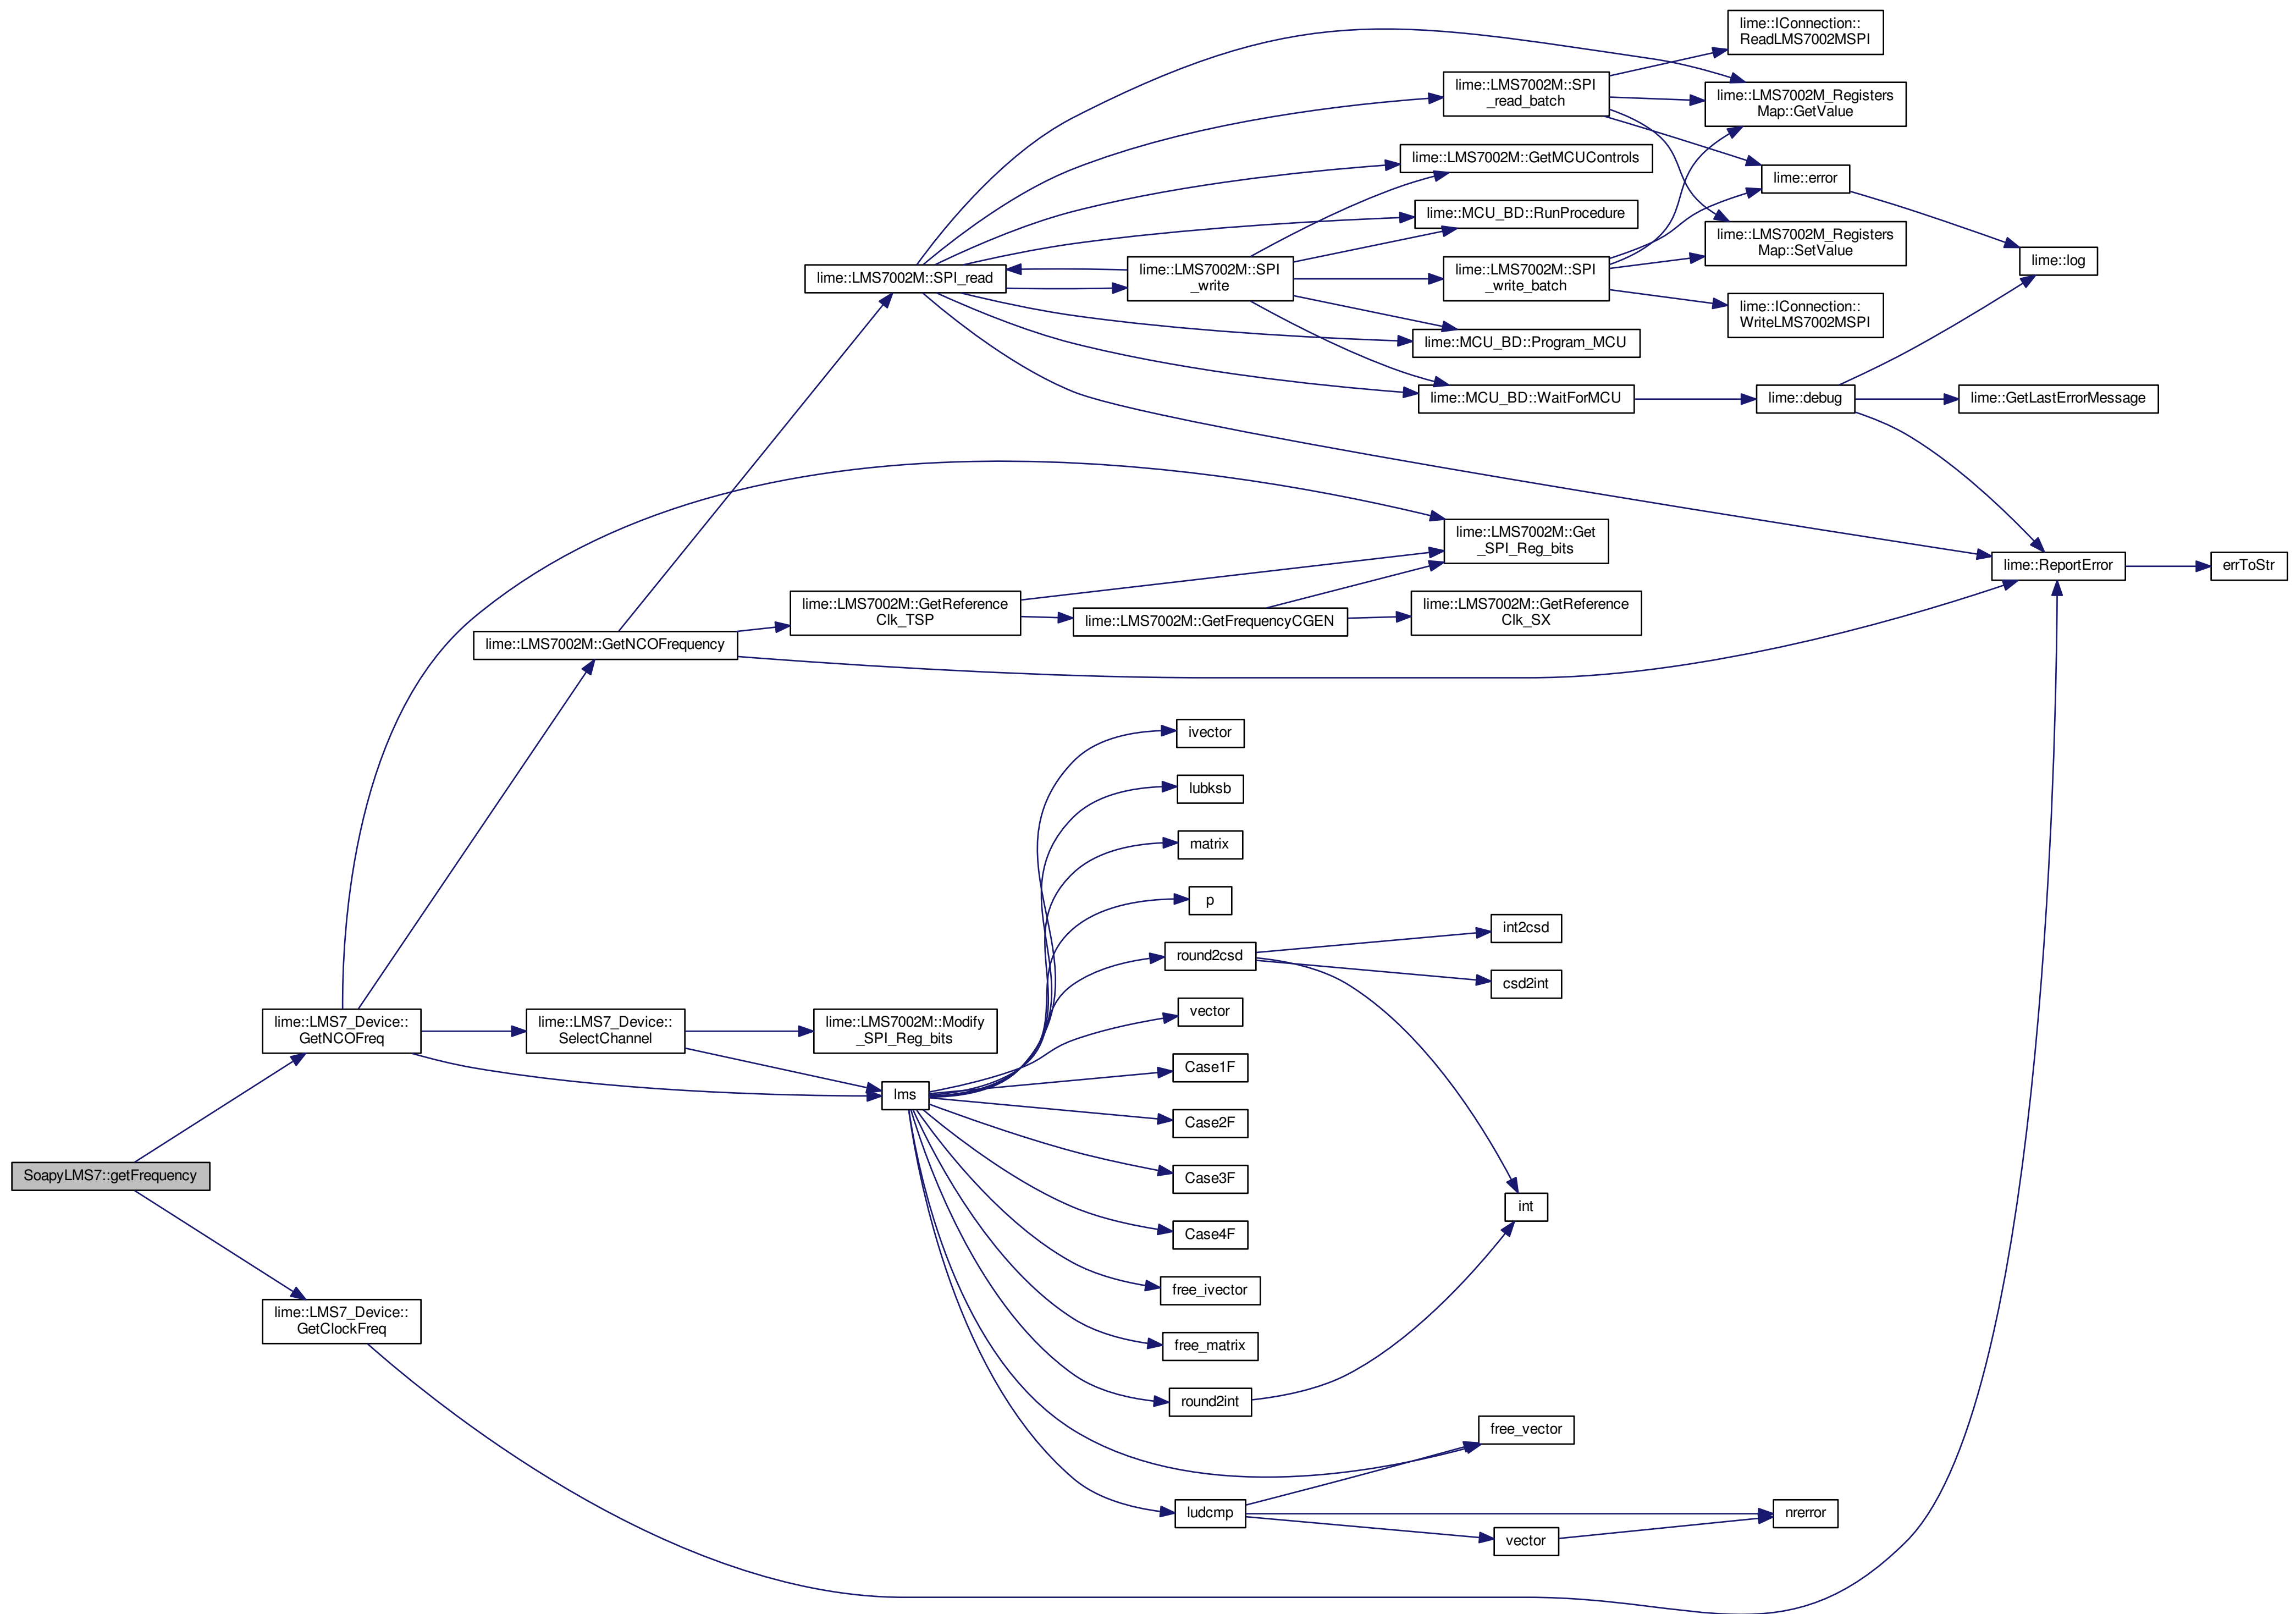 SoapyLMS7::getFrequency
lime::LMS7_Device::
GetNCOFreq
lime::LMS7_Device::
GetClockFreq
lime::LMS7002M::GetNCOFrequency
lime::LMS7_Device::
SelectChannel
lime::LMS7002M::SPI_read
lime::LMS7002M::GetReference
Clk_TSP
lime::LMS7002M::Modify
_SPI_Reg_bits
lms
lime::LMS7002M::SPI
_write
lime::LMS7002M::GetFrequencyCGEN
ivector
lubksb
matrix
p
round2csd
vector
Case1F
Case2F
Case3F
Case4F
free_ivector
free_matrix
round2int
ludcmp
lime::LMS7002M::SPI
_read_batch
lime::LMS7002M::GetMCUControls
lime::MCU_BD::RunProcedure
lime::LMS7002M::SPI
_write_batch
lime::MCU_BD::Program_MCU
lime::MCU_BD::WaitForMCU
lime::LMS7002M::Get
_SPI_Reg_bits
lime::LMS7002M::GetReference
Clk_SX
int2csd
csd2int
int
free_vector
vector
lime::IConnection::
ReadLMS7002MSPI
lime::LMS7002M_Registers
Map::GetValue
lime::error
lime::LMS7002M_Registers
Map::SetValue
lime::IConnection::
WriteLMS7002MSPI
lime::debug
nrerror
lime::log
lime::GetLastErrorMessage
lime::ReportError
errToStr